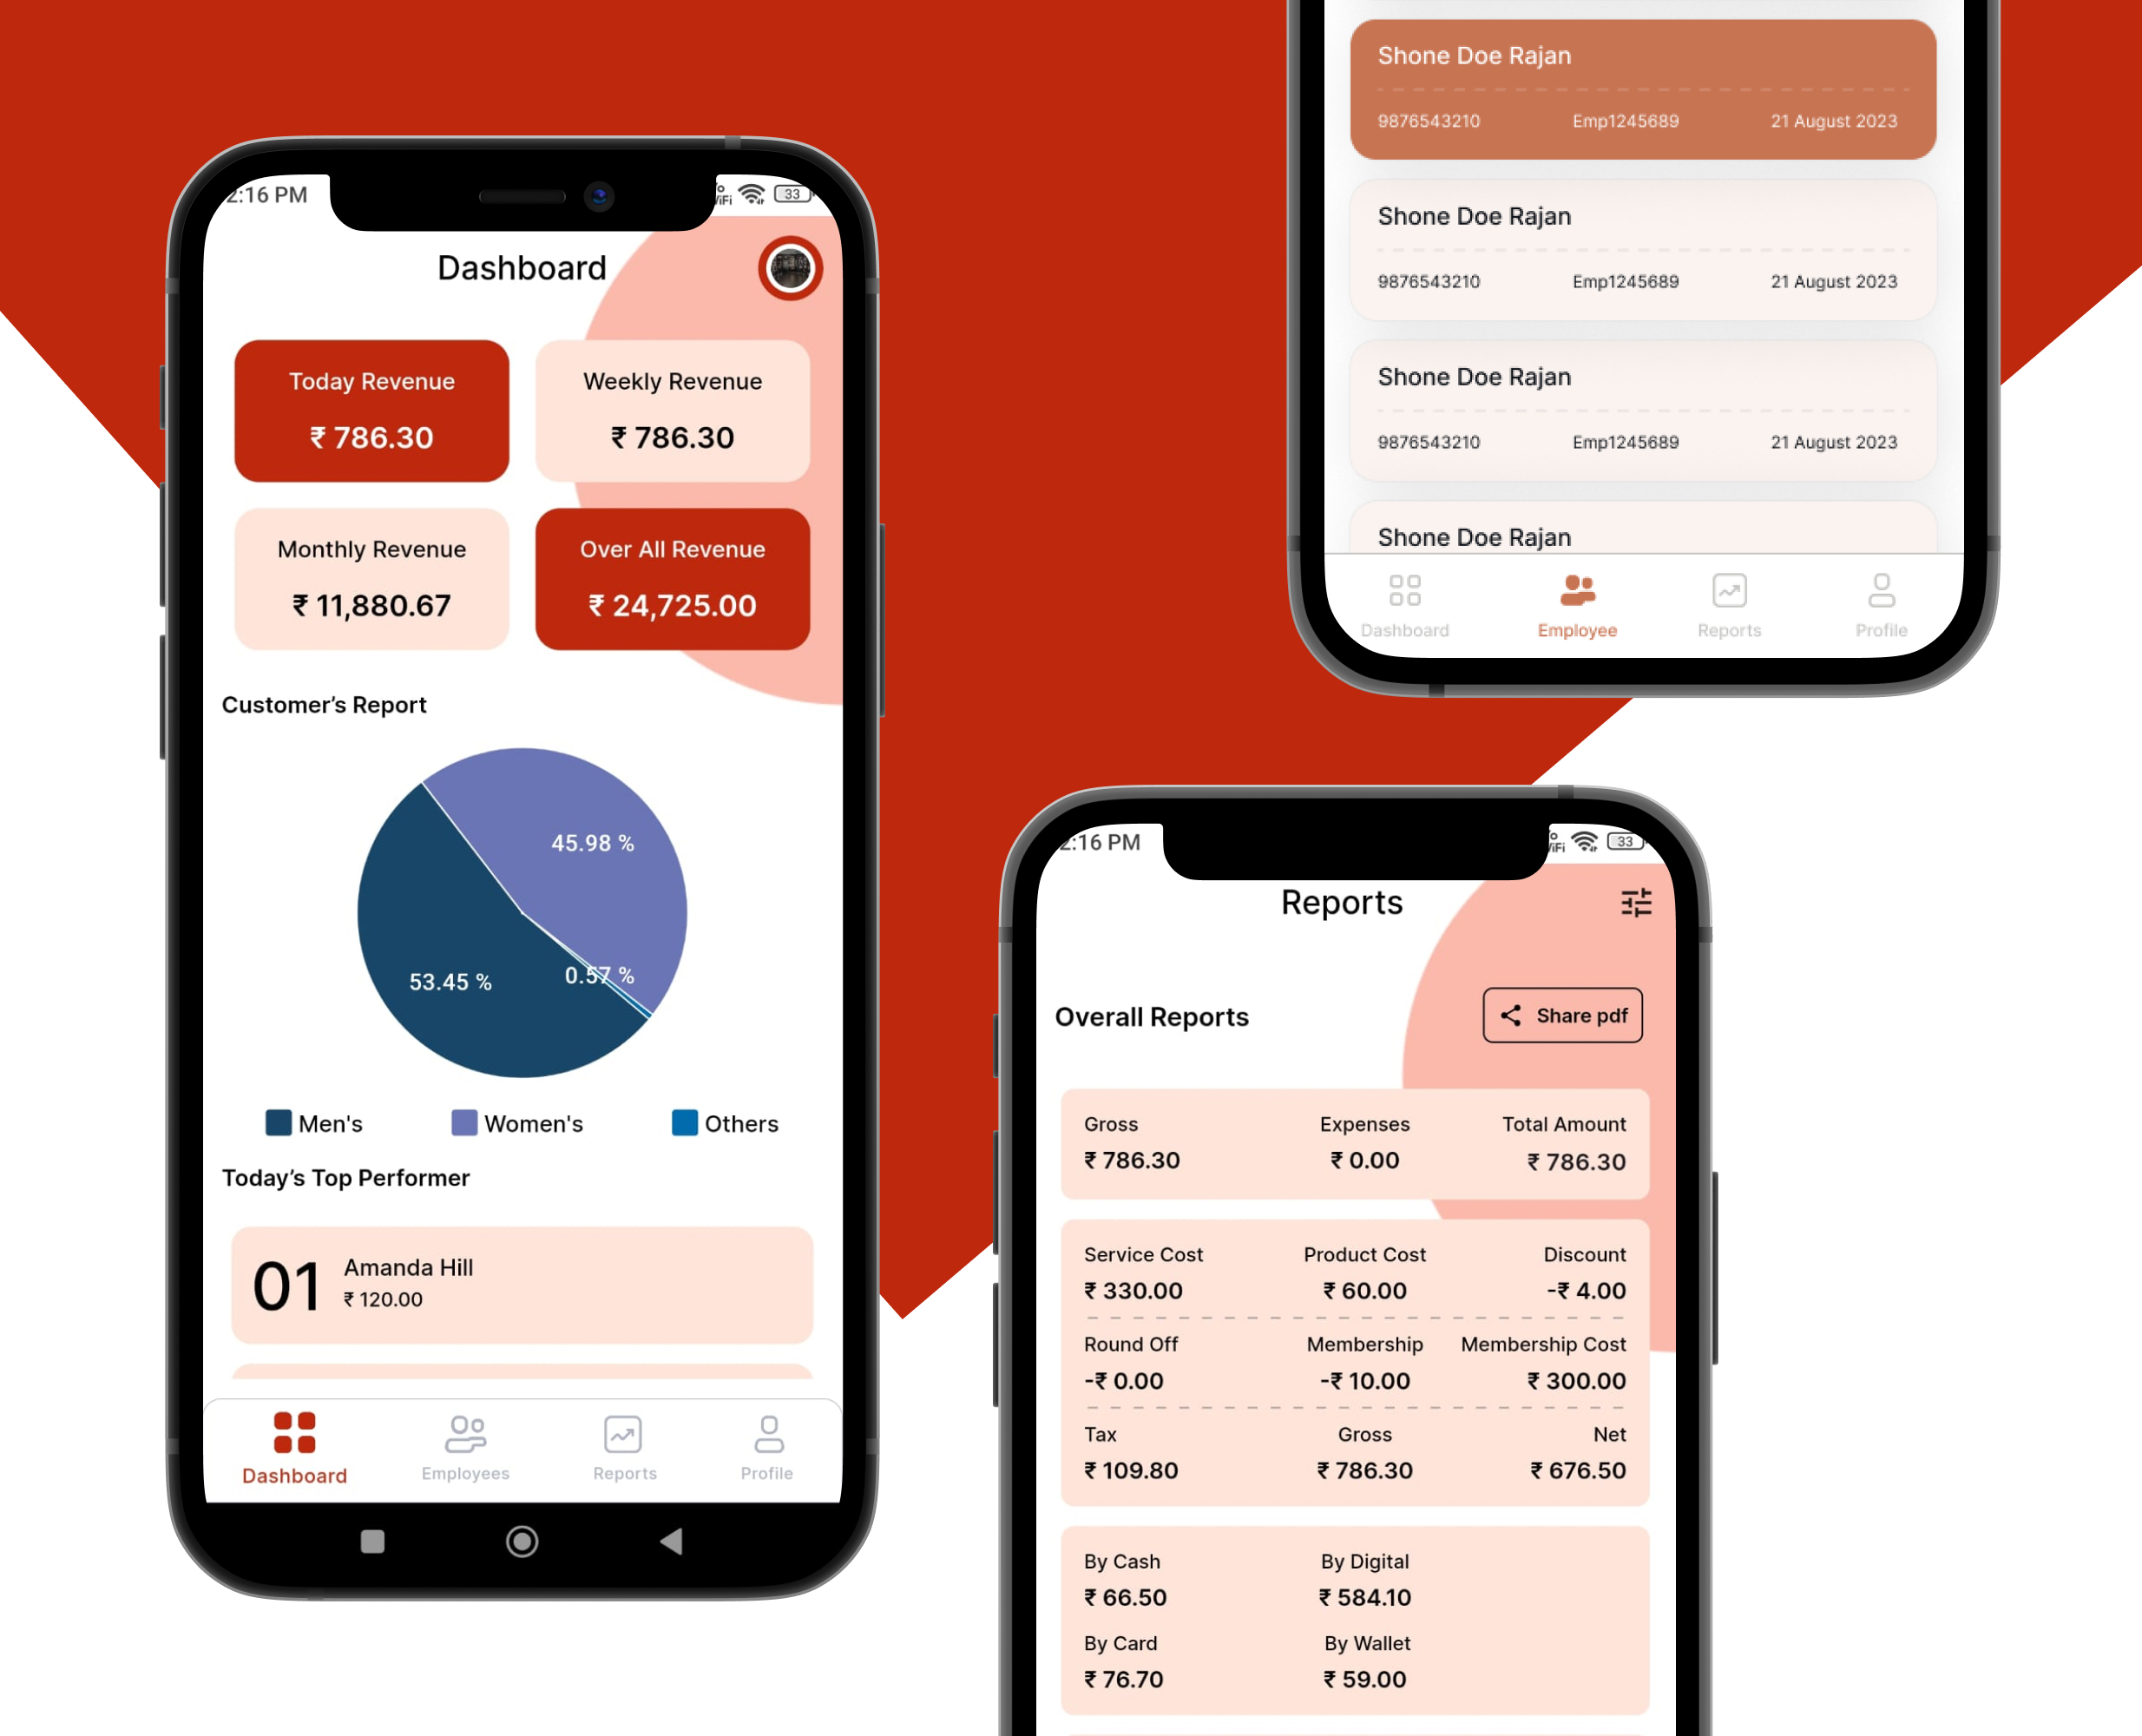 2:16 PM
33
Dashboard
Today Revenue
₹ 786.30
Weekly Revenue
₹ 786.30
Monthly Revenue
₹ 11,880.67
Over All Revenue
₹ 24,725.00
Customer’s Report
45.98 %
53.45 %
0.57 %
Men's
Women's
Others
Today’s Top Performer
01
Amanda Hill
₹ 120.00
Dashboard
Employees
Reports
Profile
Shone Doe Rajan
9876543210 Emp1245689 21 August 2023
Shone Doe Rajan
9876543210 Emp1245689 21 August 2023
Shone Doe Rajan
9876543210 Emp1245689 21 August 2023
Shone Doe Rajan
Dashboard
Employee
Reports
Profile
2:16 PM
33
Reports
Overall Reports
Share pdf
Gross Expenses Total Amount
₹ 786.30 ₹ 0.00 ₹ 786.30
Service Cost Product Cost Discount
₹ 330.00 ₹ 60.00 -₹ 4.00
Round Off Membership Membership Cost
-₹ 0.00 -₹ 10.00 ₹ 300.00
Tax Gross Net
₹ 109.80 ₹ 786.30 ₹ 676.50
By Cash By Digital
₹ 66.50 ₹ 584.10
By Card By Wallet
₹ 76.70 ₹ 59.00